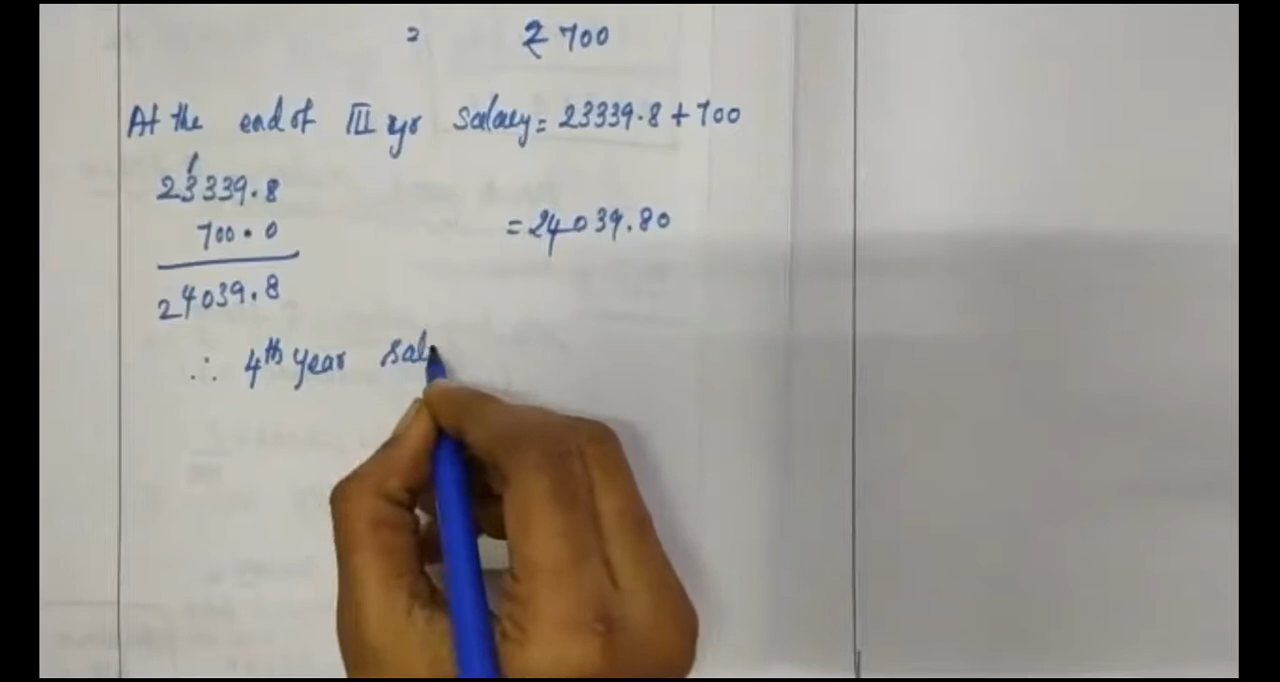 = ₹ 700
At the end of III yr Salary = 23339.8 + 700
1
23339.8
700.0
= 24039.80
24039.8
∴ 4th year sal